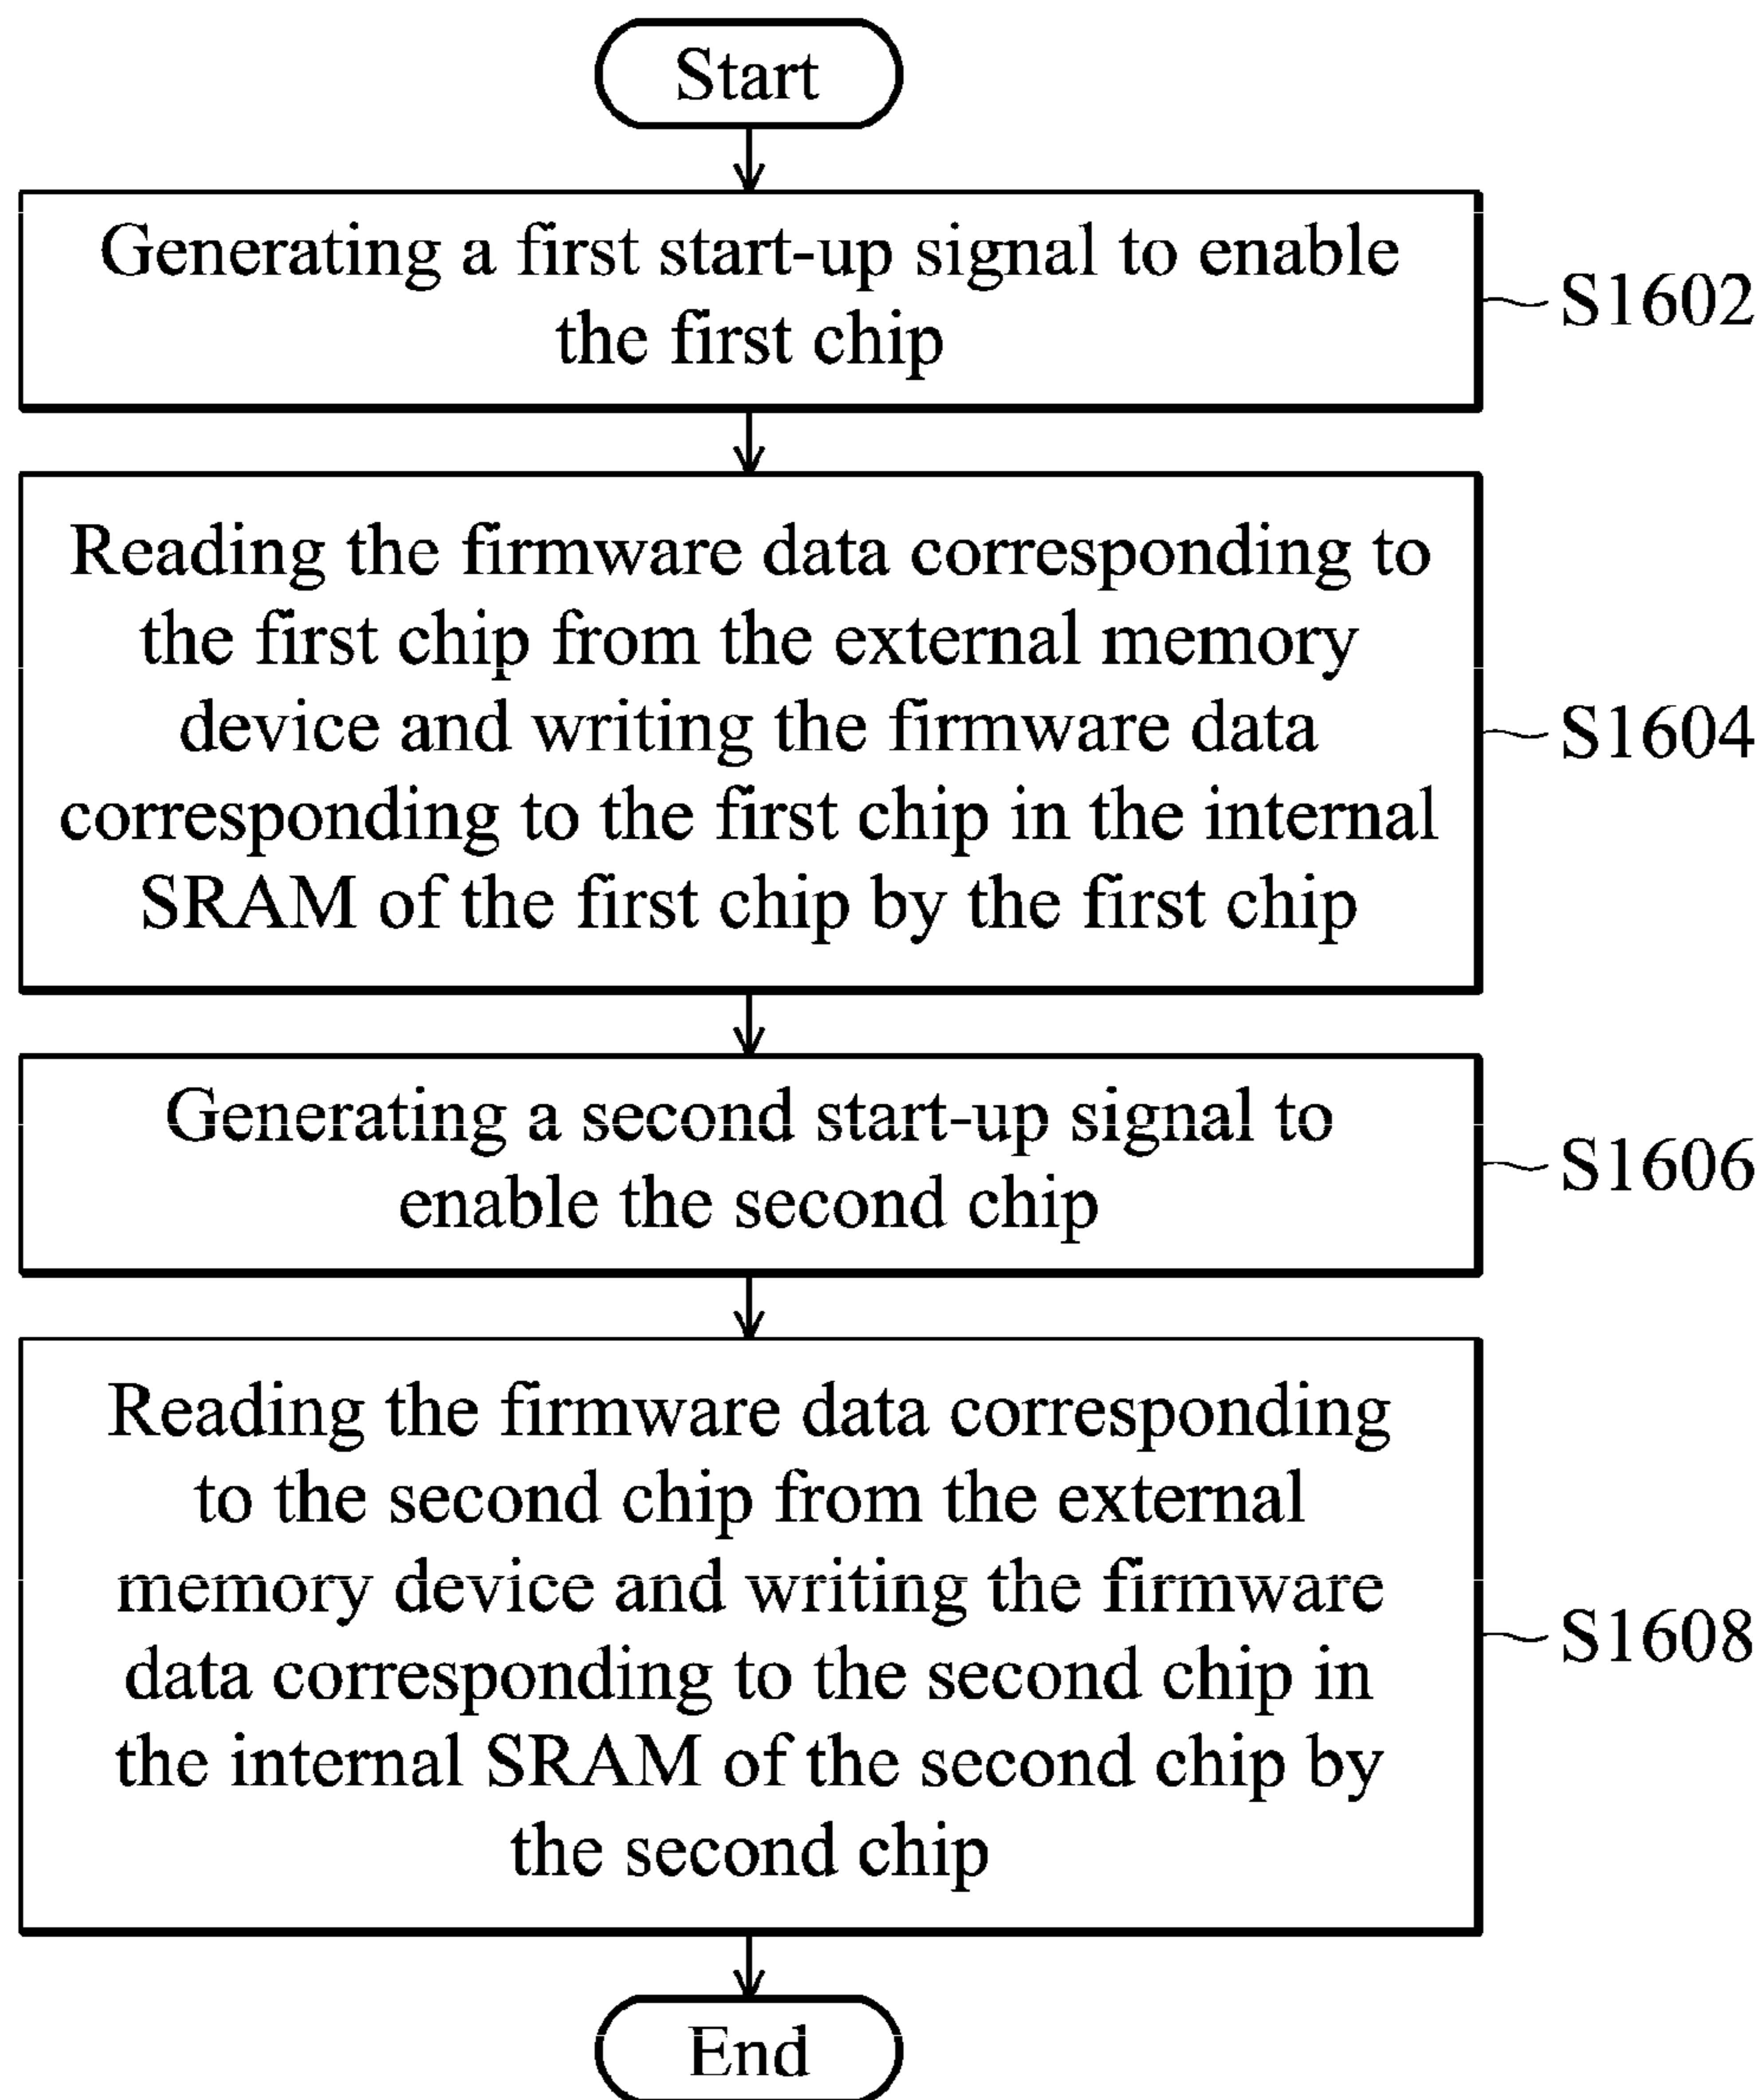 Start
Generating a first start-up signal to enable
the first chip
S1602
Reading the firmware data corresponding to
the first chip from the external memory
device and writing the firmware data
corresponding to the first chip in the internal
SRAM of the first chip by the first chip
S1604
Generating a second start-up signal to
enable the second chip
S1606
Reading the firmware data corresponding
to the second chip from the external
memory device and writing the firmware
data corresponding to the second chip in
the internal SRAM of the second chip by
the second chip
S1608
End